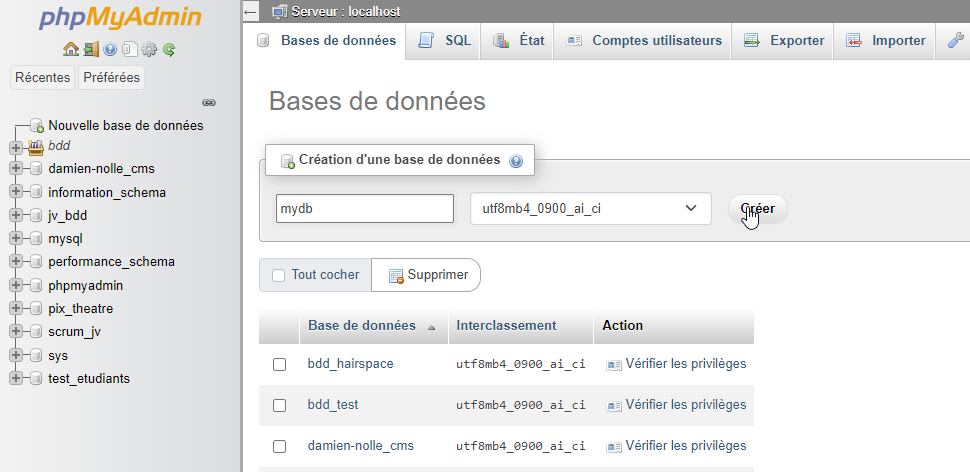 phpMyAdmin
Récentes Préférées
Nouvelle base de données
bdd
damien-nolle_cms
information_schema
jv_bdd
mysql
performance_schema
phpmyadmin
pix_theatre
scrum_jv
sys
test_etudiants
Serveur : localhost
Bases de données SQL État Comptes utilisateurs Exporter Importer
Bases de données
Création d'une base de données
mydb utf8mb4_0900_ai_ci Créer
Tout cocher Supprimer
Base de données Interclassement Action
bdd_hairspace utf8mb4_0900_ai_ci Vérifier les privilèges
bdd_test utf8mb4_0900_ai_ci Vérifier les privilèges
damien-nolle_cms utf8mb4_0900_ai_ci Vérifier les privilèges